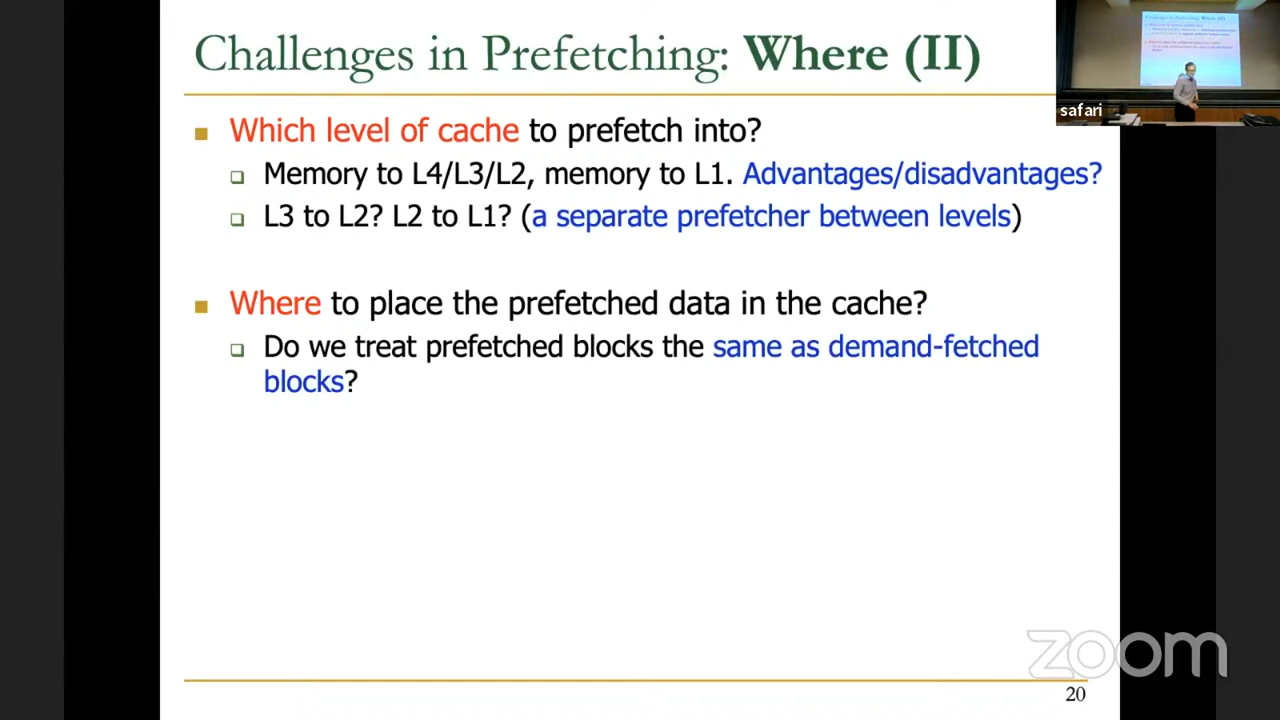 Challenges in Prefetching: Where (II)
safari
Which level of cache to prefetch into?
Memory to L4/L3/L2, memory to L1. Advantages/disadvantages?
L3 to L2? L2 to L1? (a separate prefetcher between levels)
Where to place the prefetched data in the cache?
Do we treat prefetched blocks the same as demand-fetched
blocks?
zoom
20